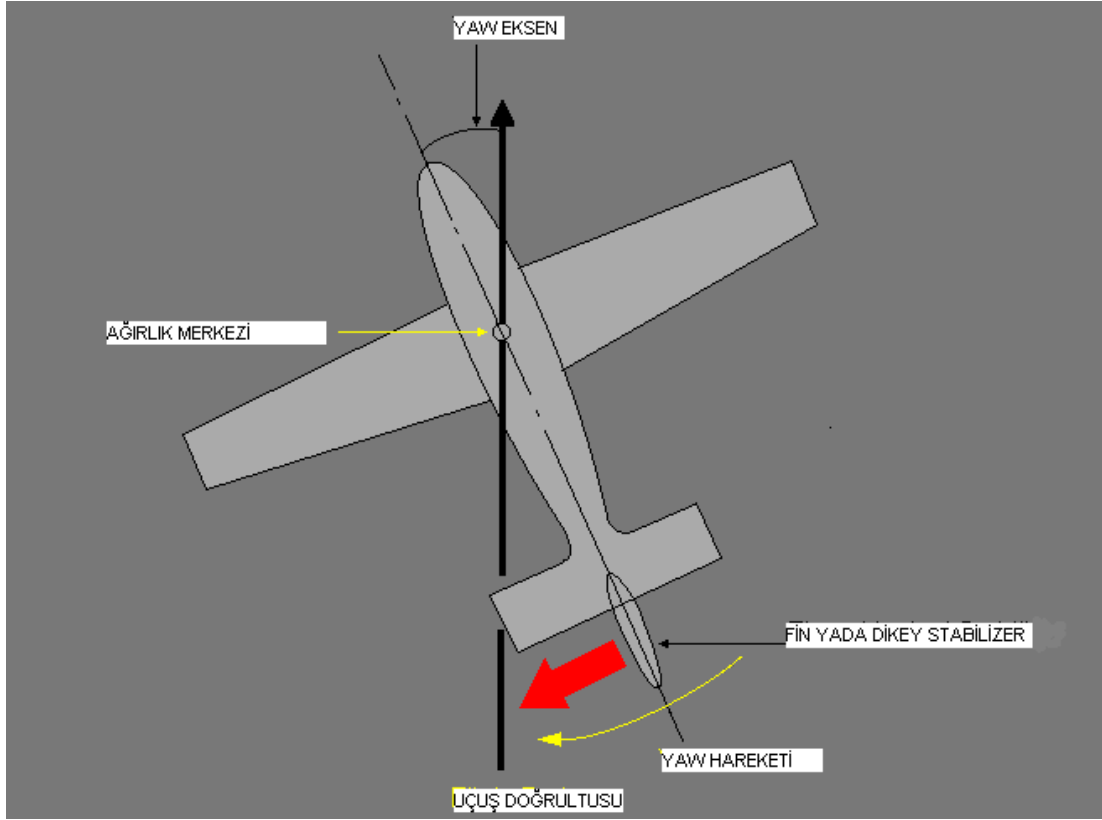 YAW EKSEN
AĞIRLIK MERKEZİ
FİN YADA DİKEY STABİLİZER
YAW HAREKETİ
UÇUŞ DOĞRULTUSU